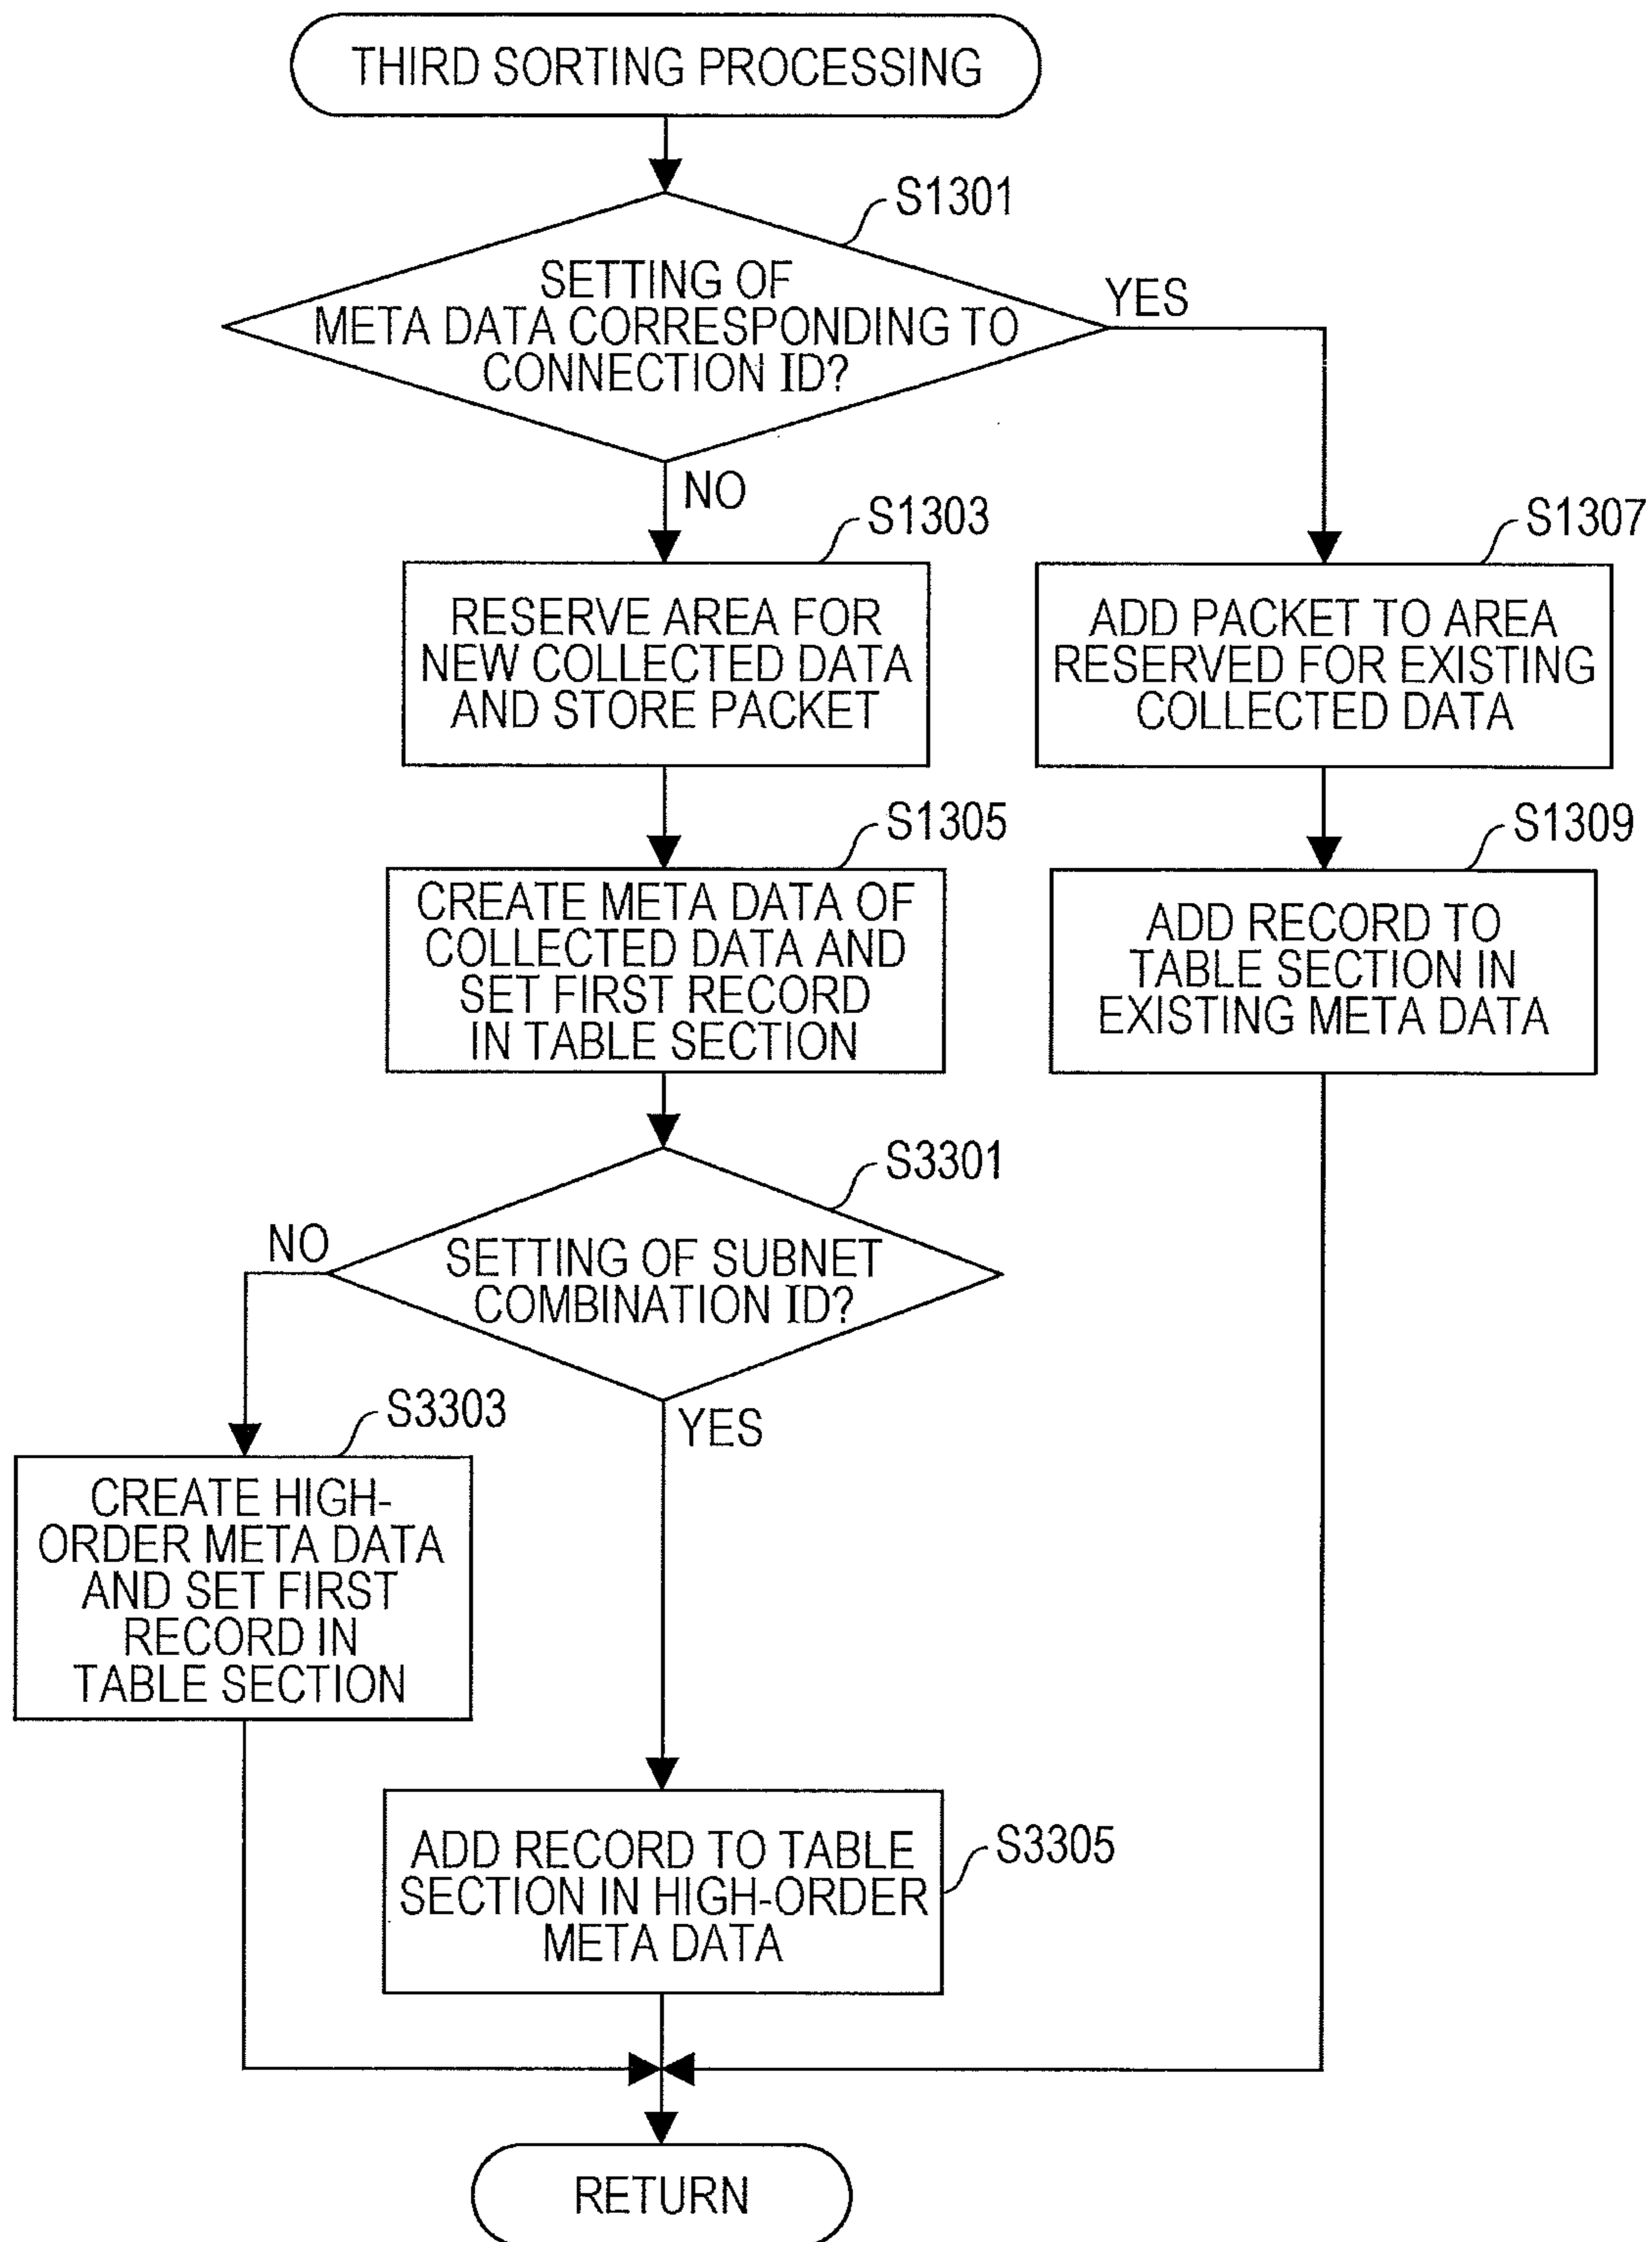 THIRD SORTING PROCESSING
S1301
SETTING OF
META DATA CORRESPONDING TO
CONNECTION ID?
YES
NO
S1303
RESERVE AREA FOR
NEW COLLECTED DATA
AND STORE PACKET
S1307
ADD PACKET TO AREA
RESERVED FOR EXISTING
COLLECTED DATA
S1305
CREATE META DATA OF
COLLECTED DATA AND
SET FIRST RECORD
IN TABLE SECTION
S1309
ADD RECORD TO
TABLE SECTION IN
EXISTING META DATA
S3301
SETTING OF SUBNET
COMBINATION ID?
NO
YES
S3303
CREATE HIGH-
ORDER META DATA
AND SET FIRST
RECORD IN
TABLE SECTION
S3305
ADD RECORD TO TABLE
SECTION IN HIGH-ORDER
META DATA
RETURN